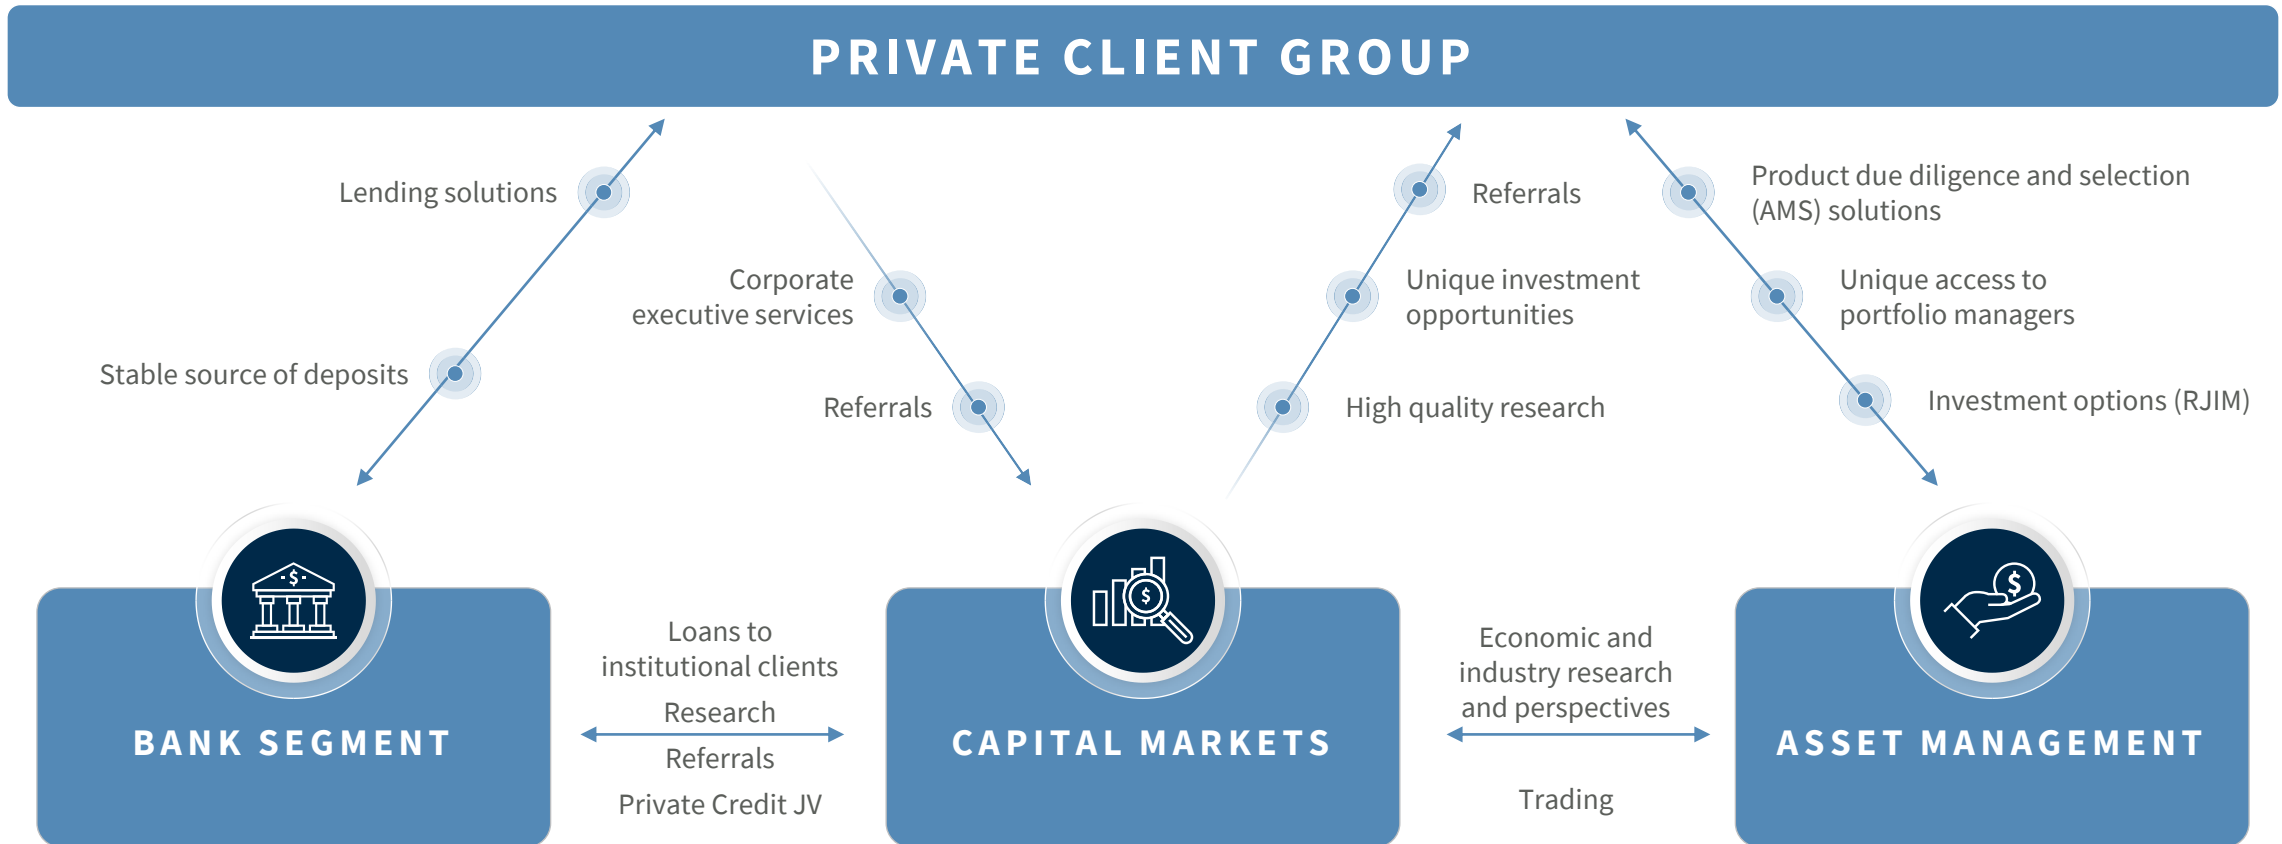 PRIVATE CLIENT GROUP
Lending solutions
Stable source of deposits
Corporate
executive services
Referrals
Referrals
Unique investment
opportunities
High quality research
Product due diligence and selection
(AMS) solutions
Unique access to
portfolio managers
Investment options (RJIM)
$
BANK SEGMENT
Loans to
institutional clients
Research
Referrals
Private Credit JV
$
CAPITAL MARKETS
Economic and
industry research
and perspectives
Trading
$
ASSET MANAGEMENT